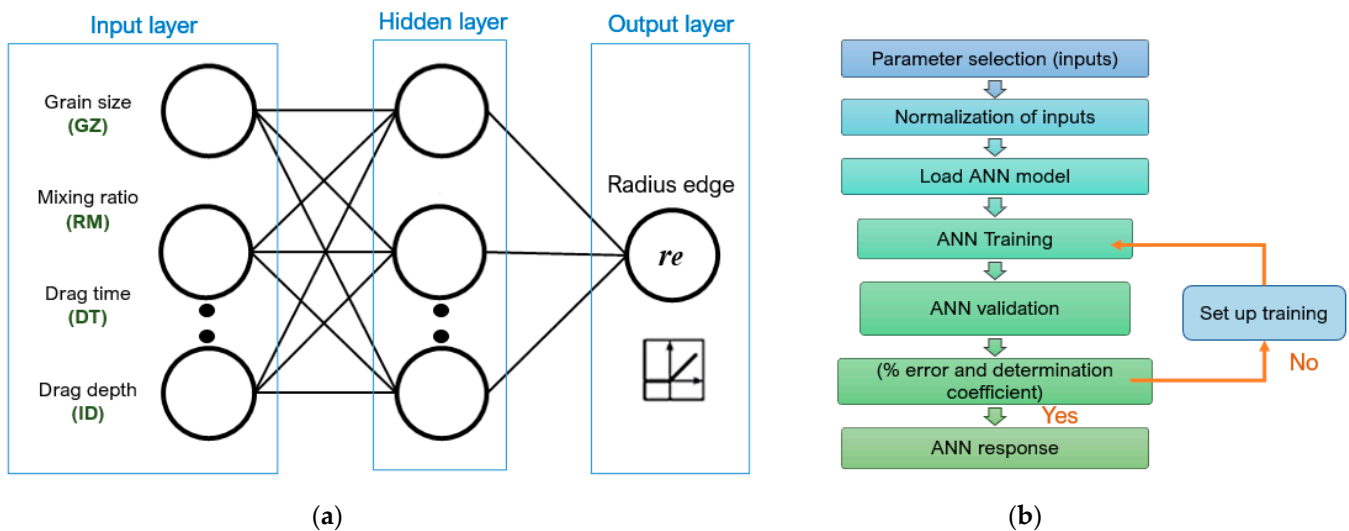 Input layer
Hidden layer
Output layer
Grain size
(GZ)
Mixing ratio
(RM)
Drag time
(DT)
Drag depth
(ID)
Radius edge
re
(a)
Parameter selection (inputs)
Normalization of inputs
Load ANN model
ANN Training
ANN validation
Set up training
(% error and determination
coefficient)
No
Yes
ANN response
(b)